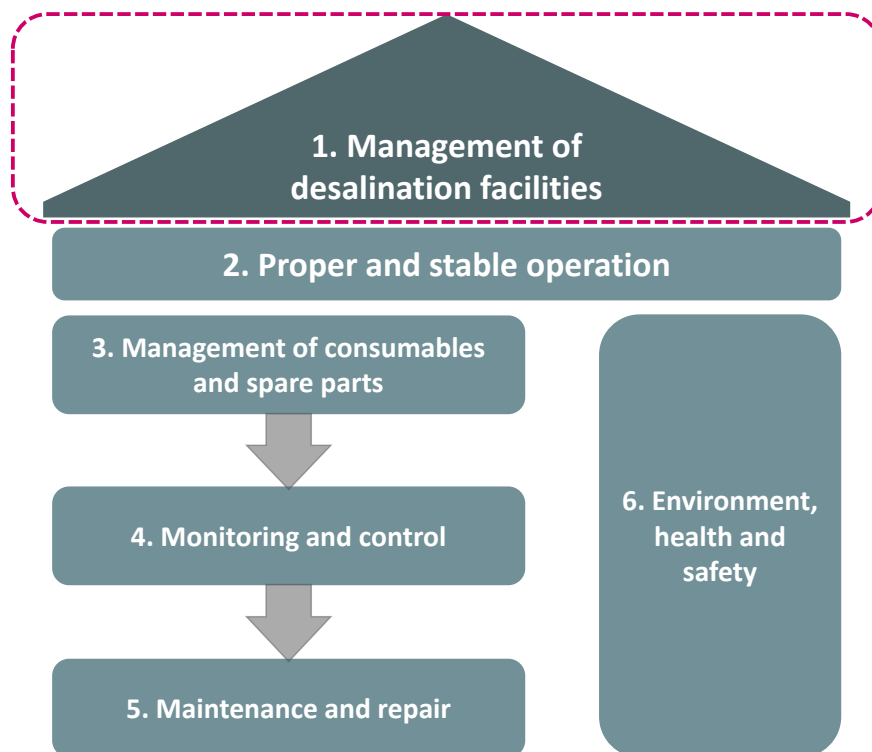 1. Management of
desalination facilities
2. Proper and stable operation
3. Management of consumables
and spare parts
4. Monitoring and control
5. Maintenance and repair
6. Environment,
health and
safety